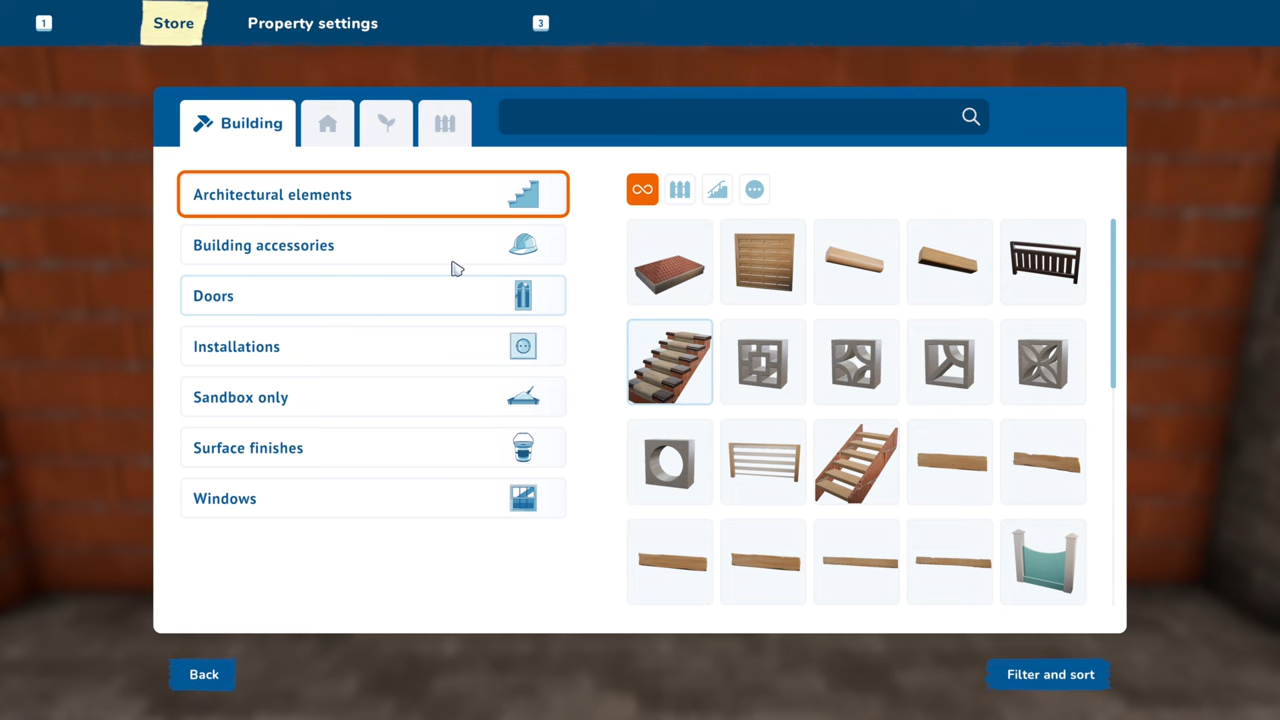 1
Store
Property settings
3
Building
Architectural elements
Building accessories
Doors
Installations
Sandbox only
Surface finishes
Windows
Back
Filter and sort